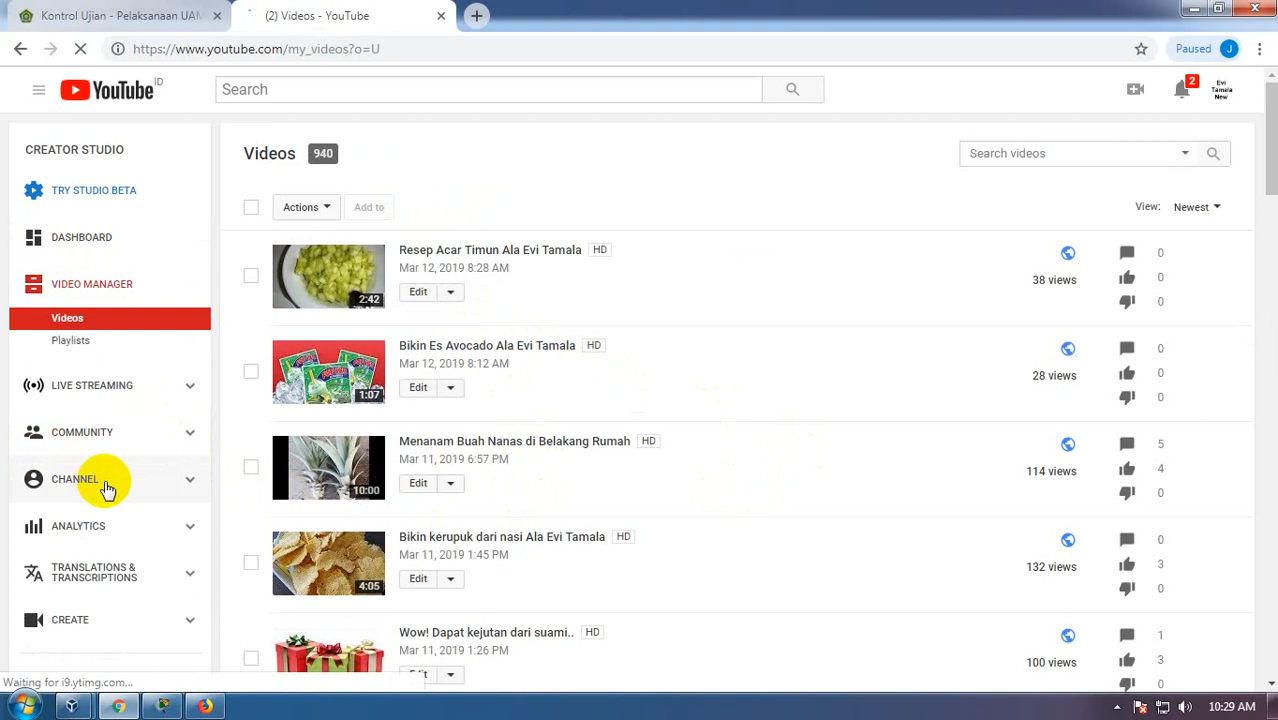 Kontrol Ujian - Pelaksanaan UAM
(2) Videos - YouTube
https://www.youtube.com/my_videos?o=U
Paused
J
YouTube ID
Search
2
Evi
Tamala
New
CREATOR STUDIO
TRY STUDIO BETA
DASHBOARD
VIDEO MANAGER
Videos
Playlists
LIVE STREAMING
COMMUNITY
CHANNEL
ANALYTICS
TRANSLATIONS &
TRANSCRIPTIONS
CREATE
Videos 940
Search videos
Actions
Add to
View: Newest
Resep Acar Timun Ala Evi Tamala HD
Mar 12, 2019 8:28 AM
Edit
2:42
38 views
0
0
0
Bikin Es Avocado Ala Evi Tamala HD
Mar 12, 2019 8:12 AM
Edit
1:07
28 views
0
0
0
Menanam Buah Nanas di Belakang Rumah HD
Mar 11, 2019 6:57 PM
Edit
10:00
114 views
5
4
0
Bikin kerupuk dari nasi Ala Evi Tamala HD
Mar 11, 2019 1:45 PM
Edit
4:05
132 views
0
3
0
Wow! Dapat kejutan dari suami.. HD
Mar 11, 2019 1:26 PM
Edit
100 views
1
3
0
Waiting for i9.ytimg.com...
10:29 AM